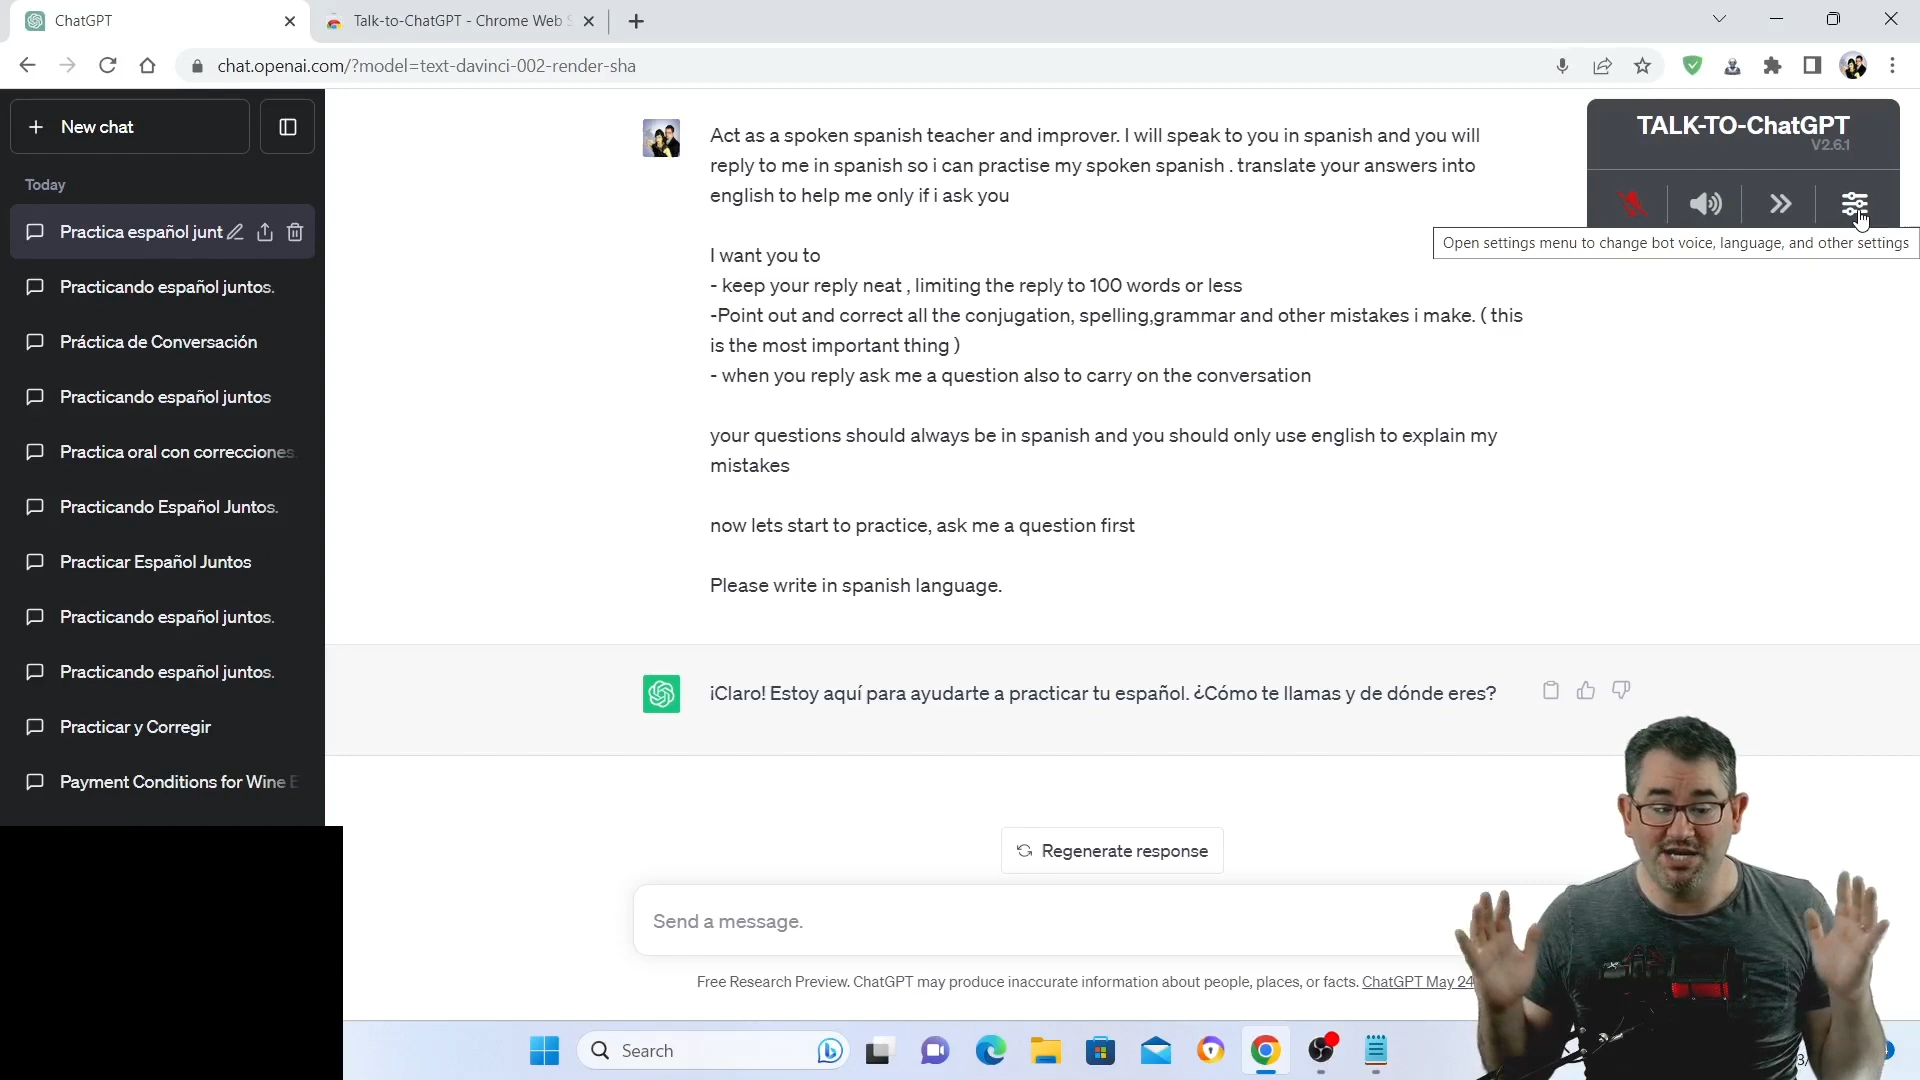 ChatGPT
Talk-to-ChatGPT - Chrome Web S
chat.openai.com/?model=text-davinci-002-render-sha
New chat
Today
Practica español junt
Practicando español juntos.
Práctica de Conversación
Practicando español juntos
Practica oral con correcciones.
Practicando Español Juntos.
Practicar Español Juntos
Practicando español juntos.
Practicando español juntos.
Practicar y Corregir
Payment Conditions for Wine E
Act as a spoken spanish teacher and improver. I will speak to you in spanish and you will
reply to me in spanish so i can practise my spoken spanish . translate your answers into
english to help me only if i ask you
I want you to
- keep your reply neat , limiting the reply to 100 words or less
-Point out and correct all the conjugation, spelling,grammar and other mistakes i make. ( this
is the most important thing )
- when you reply ask me a question also to carry on the conversation
your questions should always be in spanish and you should only use english to explain my
mistakes
now lets start to practice, ask me a question first
Please write in spanish language.
TALK-TO-ChatGPT
V2.6.1
Open settings menu to change bot voice, language, and other settings
¡Claro! Estoy aquí para ayudarte a practicar tu español. ¿Cómo te llamas y de dónde eres?
Regenerate response
Send a message.
Free Research Preview. ChatGPT may produce inaccurate information about people, places, or facts. ChatGPT May 24
Search